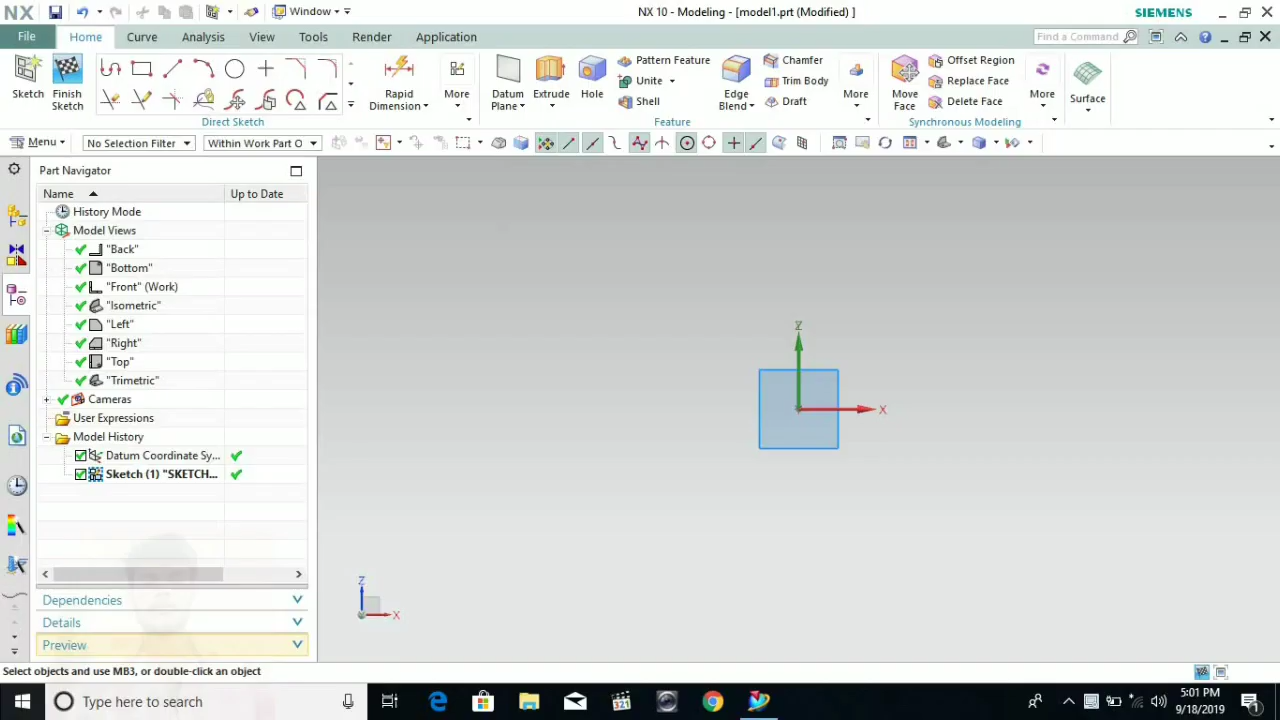 NX
Window
NX 10 - Modeling - [model1.prt (Modified) ]
SIEMENS
File
Home
Curve
Analysis
View
Tools
Render
Application
Find a Command
Sketch
Finish Sketch
Direct Sketch
Rapid Dimension
More
Datum Plane
Extrude
Hole
Pattern Feature
Unite
Shell
Edge Blend
Chamfer
Trim Body
Draft
More
Feature
Move Face
Offset Region
Replace Face
Delete Face
More
Synchronous Modeling
Surface
Menu
No Selection Filter
Within Work Part O
Part Navigator
Name
Up to Date
History Mode
Model Views
"Back"
"Bottom"
"Front" (Work)
"Isometric"
"Left"
"Right"
"Top"
"Trimetric"
Cameras
User Expressions
Model History
Datum Coordinate Sy...
Sketch (1) "SKETCH...
Dependencies
Details
Preview
Z
X
Z
X
Select objects and use MB3, or double-click an object
Type here to search
321
5:01 PM
9/18/2019
1